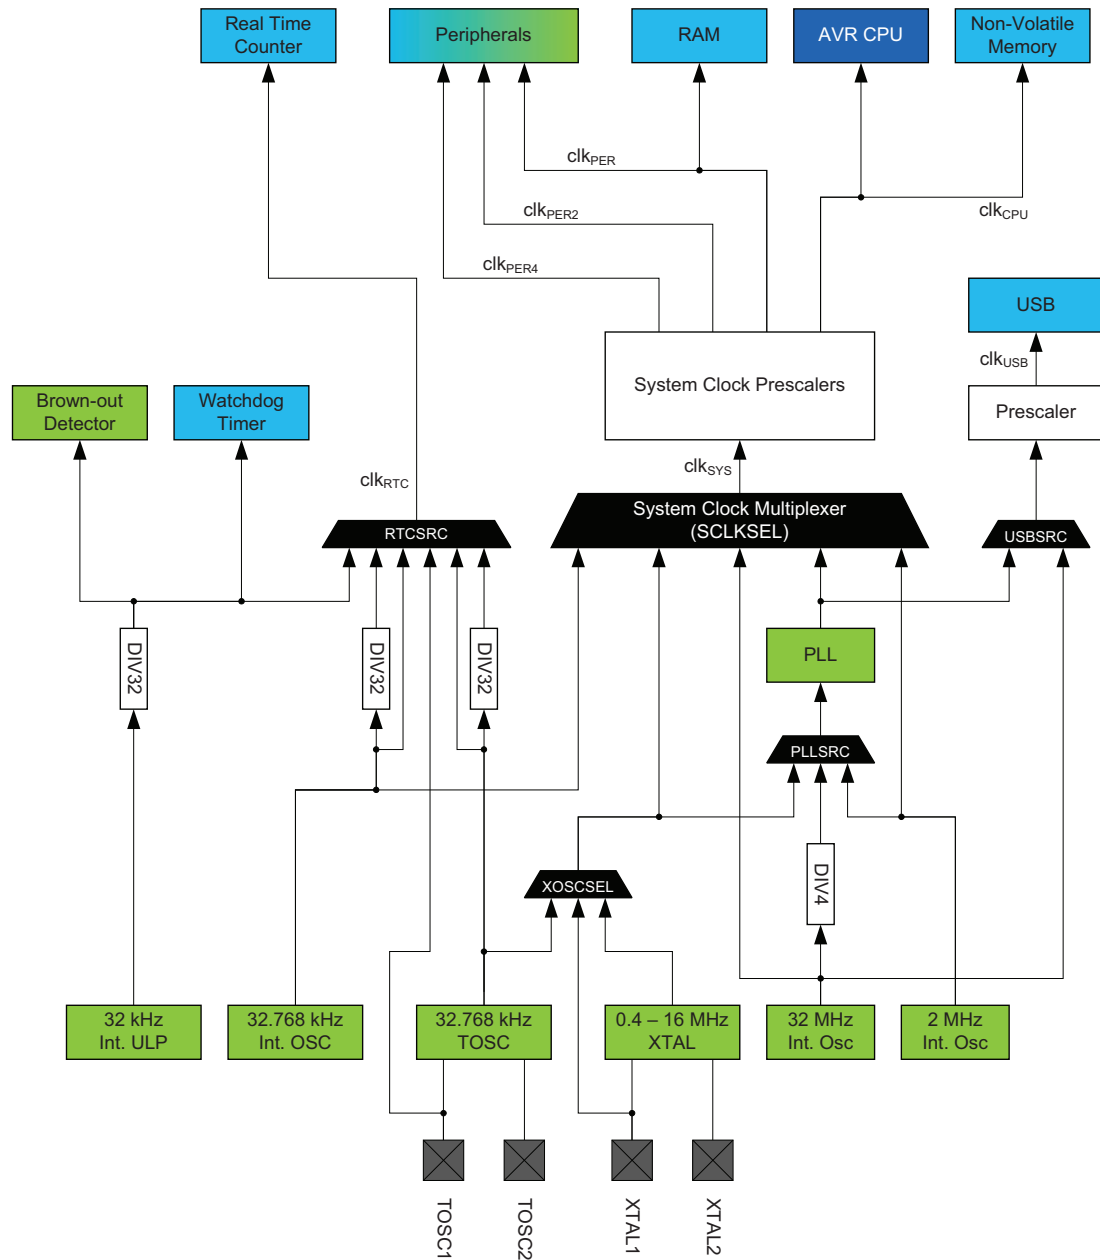 Real Time
Counter
Peripherals
RAM
AVR CPU
Non-Volatile
Memory
clkPER
clkPER2
clkCPU
clkPER4
USB
System Clock Prescalers
clkUSB
Brown-out
Detector
Watchdog
Timer
Prescaler
clkSYS
clkRTC
System Clock Multiplexer
(SCLKSEL)
RTCSRC
USBSRC
DIV32
DIV32
DIV32
PLL
PLLSRC
XOSCSEL
DIV4
32 kHz
Int. ULP
32.768 kHz
Int. OSC
32.768 kHz
TOSC
0.4 – 16 MHz
XTAL
32 MHz
Int. Osc
2 MHz
Int. Osc
TOSC1
TOSC2
XTAL1
XTAL2